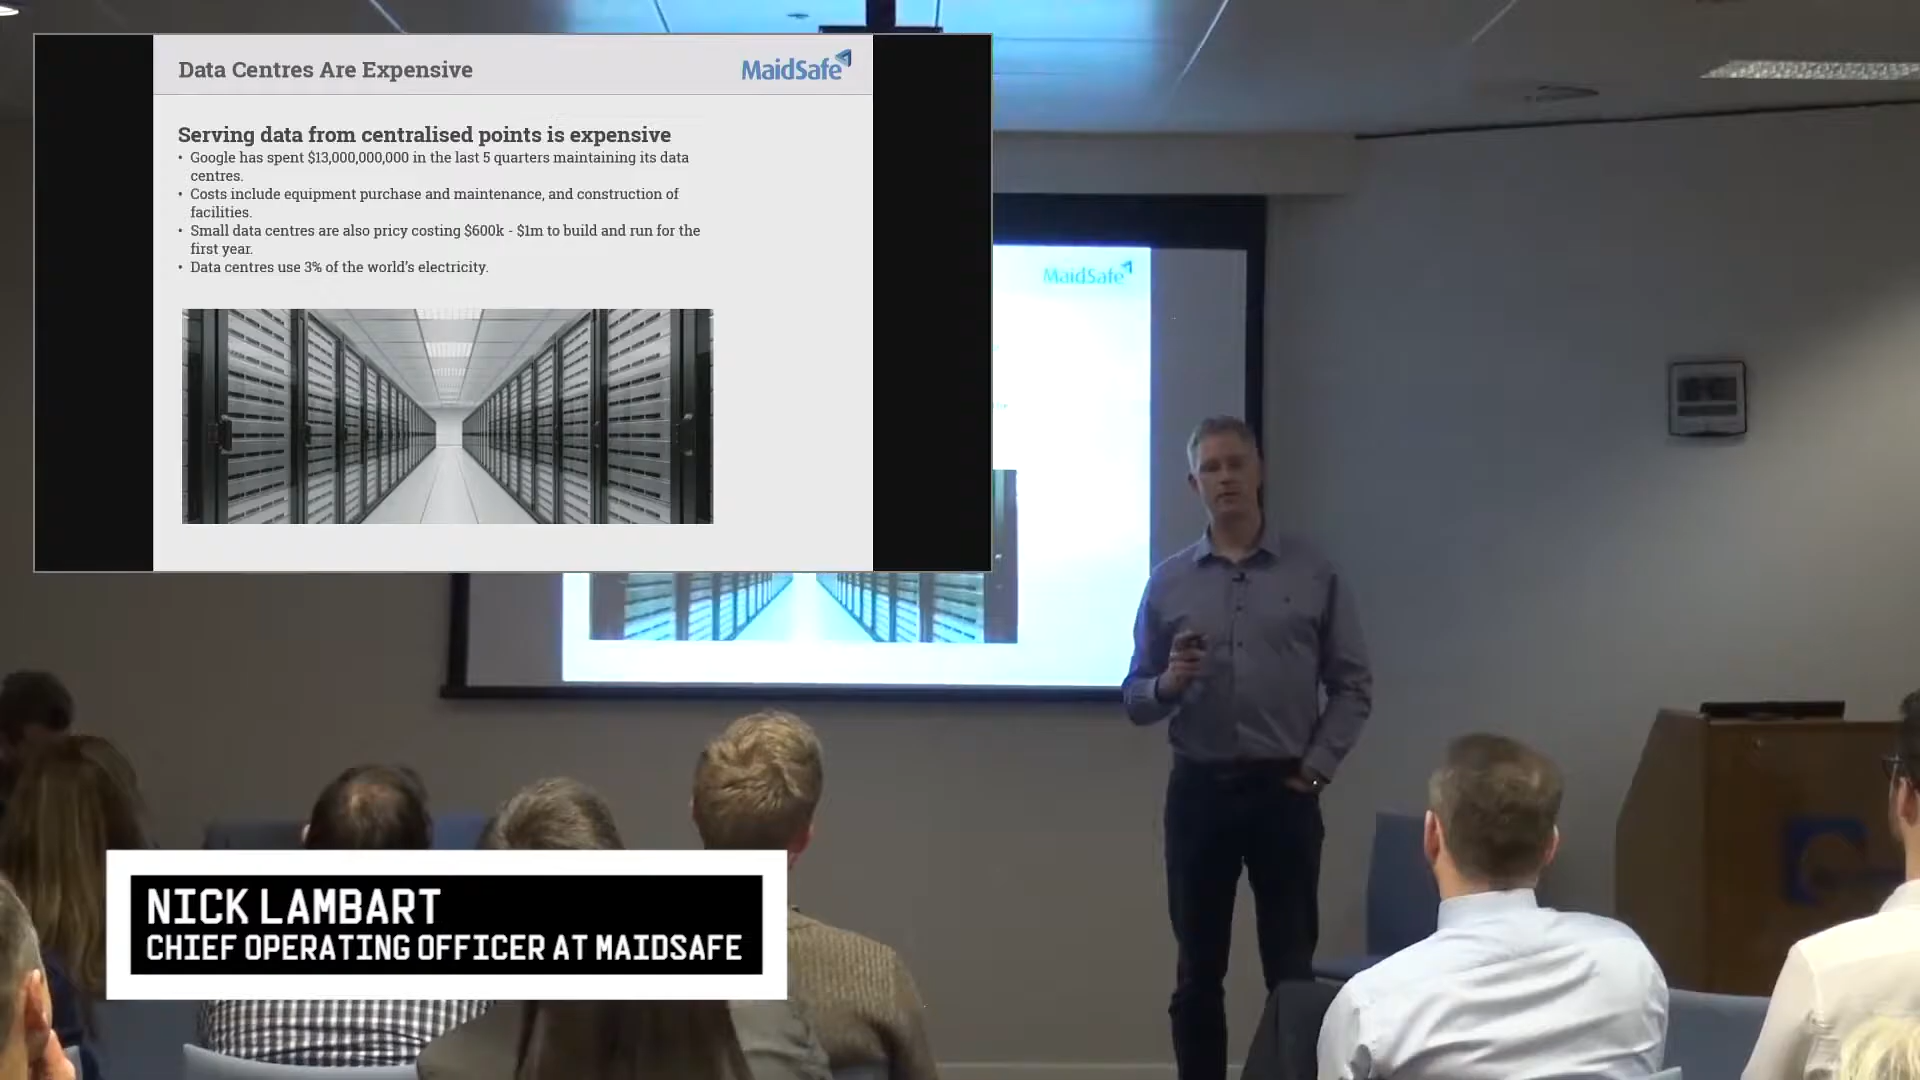 Data Centres Are Expensive
MaidSafe
Serving data from centralised points is expensive
• Google has spent $13,000,000,000 in the last 5 quarters maintaining its data
centres.
• Costs include equipment purchase and maintenance, and construction of
facilities.
• Small data centres are also pricy costing $600k - $1m to build and run for the
first year.
• Data centres use 3% of the world's electricity.
MaidSafe
NICK LAMBART
CHIEF OPERATING OFFICER AT MAIDSAFE